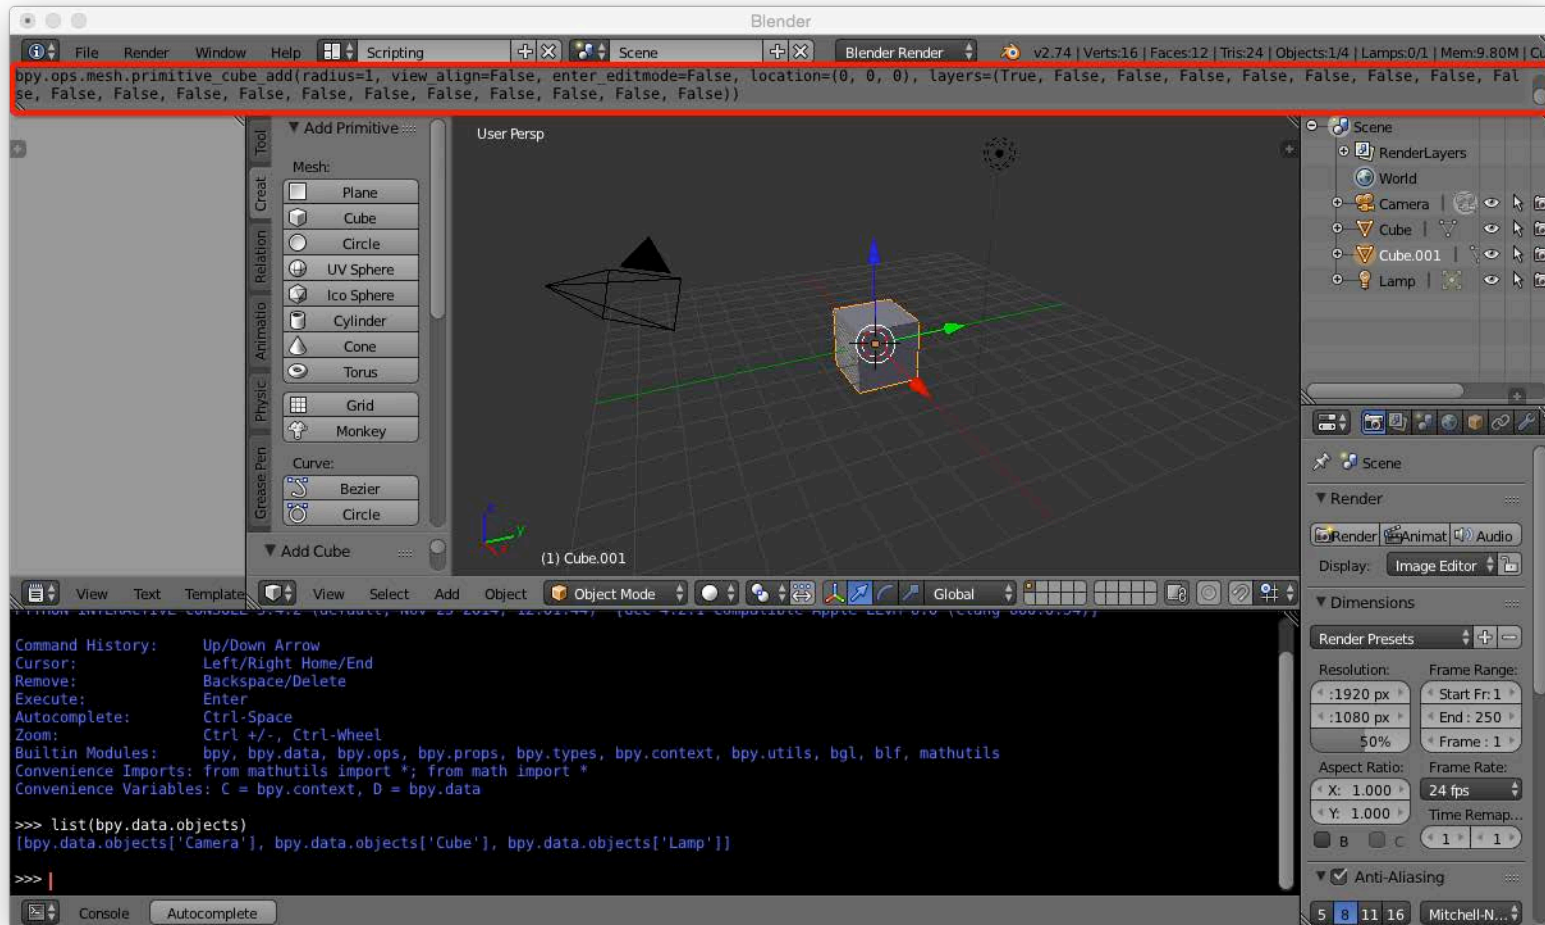 Blender
File Render Window Help Scripting Scene Blender Render v2.74 | Verts:16 | Faces:12 | Tris:24 | Objects:1/4 | Lamps:0/1 | Mem:9.80M | Cu
bpy.ops.mesh.primitive_cube_add(radius=1, view_align=False, enter_editmode=False, location=(0, 0, 0), layers=(True, False, False, False, False, False, False, False, Fal
se, False, False, False, False, False, False, False, False, False, False, False))
Tool
Creat
Relation
Animatio
Physic
Grease Pen
Add Primitive
Mesh:
Plane
Cube
Circle
UV Sphere
Ico Sphere
Cylinder
Cone
Torus
Grid
Monkey
Curve:
Bezier
Circle
Add Cube
User Persp
z
y
(1) Cube.001
Scene
RenderLayers
World
Camera
Cube
Cube.001
Lamp
View Text Template
View Select Add Object Object Mode Global
Command History: Up/Down Arrow
Cursor: Left/Right Home/End
Remove: Backspace/Delete
Execute: Enter
Autocomplete: Ctrl-Space
Zoom: Ctrl +/-, Ctrl-Wheel
Builtin Modules: bpy, bpy.data, bpy.ops, bpy.props, bpy.types, bpy.context, bpy.utils, bgl, blf, mathutils
Convenience Imports: from mathutils import *; from math import *
Convenience Variables: C = bpy.context, D = bpy.data
>>> list(bpy.data.objects)
[bpy.data.objects['Camera'], bpy.data.objects['Cube'], bpy.data.objects['Lamp']]
>>>
Console Autocomplete
Scene
Render
Render Animat Audio
Display: Image Editor
Dimensions
Render Presets
Resolution: Frame Range:
:1920 px Start Fr: 1
:1080 px End : 250
50% Frame : 1
Aspect Ratio: Frame Rate:
X: 1.000 24 fps
Y: 1.000 Time Remap...
B C 1 1
Anti-Aliasing
5 8 11 16 Mitchell-N...